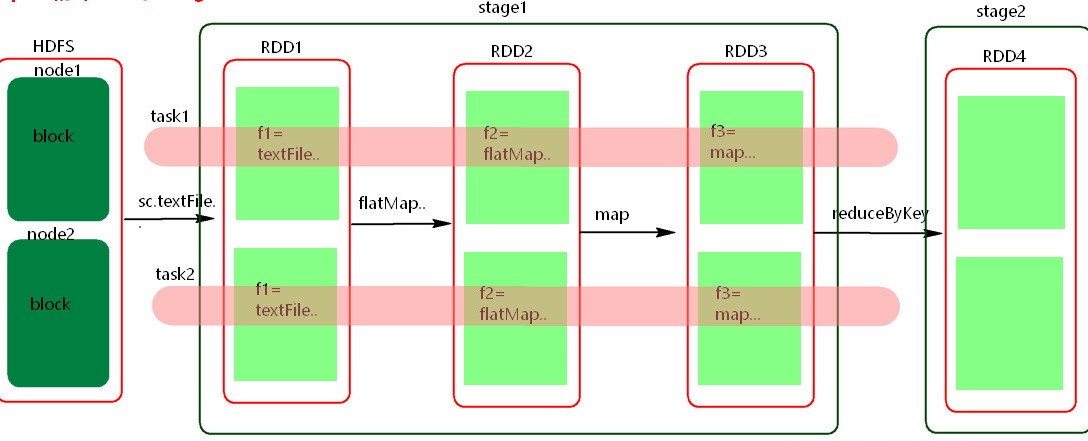 stage1
stage2
HDFS
RDD1
RDD2
RDD3
RDD4
node1
block
task1
f1=
textFile..
f2=
flatMap..
f3=
map...
sc.textFile.
.
flatMap..
map
reduceByKey
node2
block
task2
f1=
textFile..
f2=
flatMap..
f3=
map...